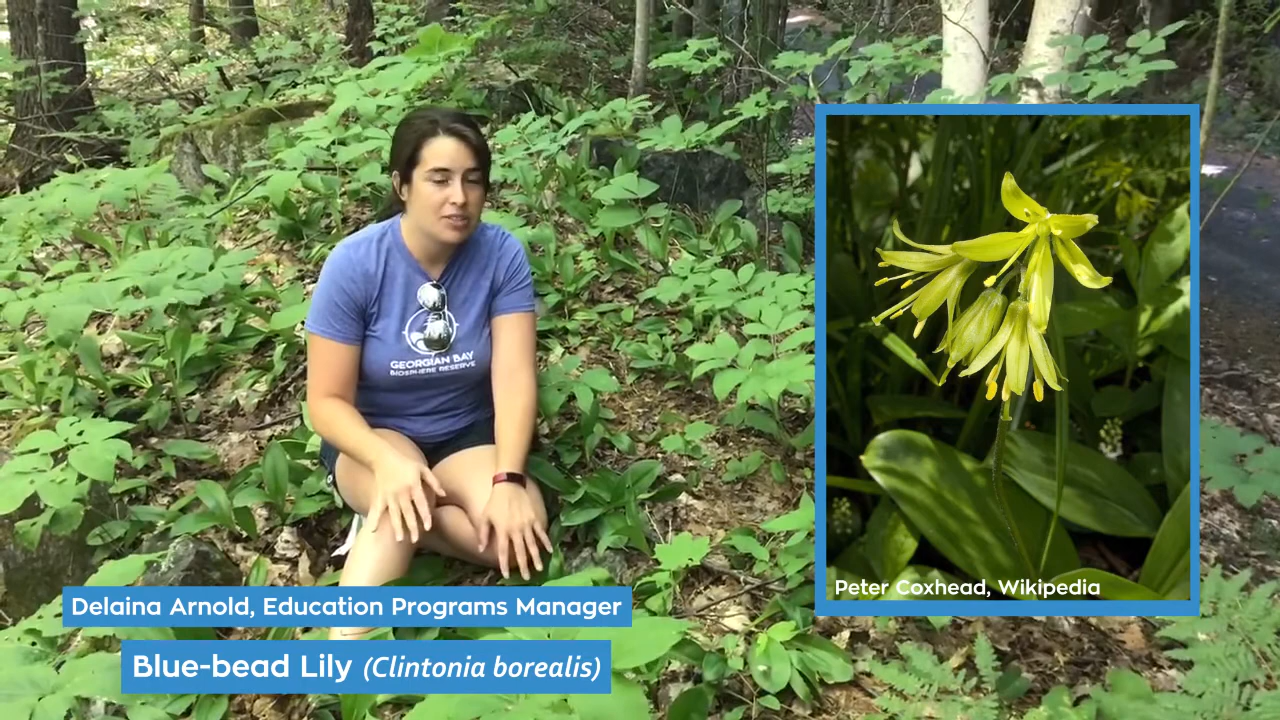 GEORGIAN BAY
BIOSPHERE RESERVE
Peter Coxhead, Wikipedia
Delaina Arnold, Education Programs Manager
Blue-bead Lily (Clintonia borealis)